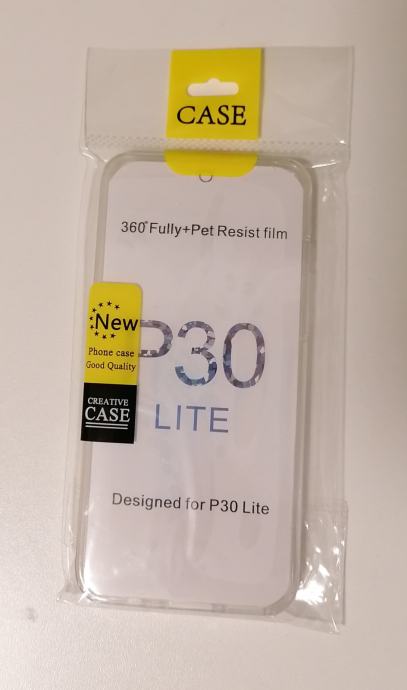 CASE
360°Fully+Pet Resist film
New
Phone case
Good Quality
CREATIVE
CASE
P30
LITE
Designed for P30 Lite